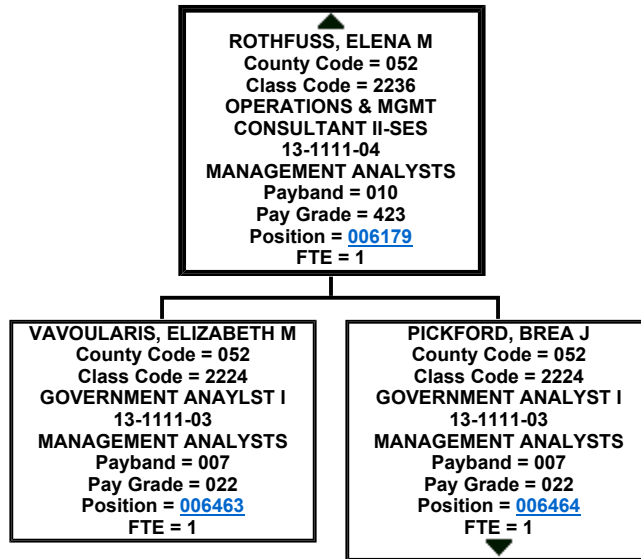 ROTHFUSS, ELENA M
County Code = 052
Class Code = 2236
OPERATIONS & MGMT
CONSULTANT II-SES
13-1111-04
MANAGEMENT ANALYSTS
Payband = 010
Pay Grade = 423
Position = 006179
FTE = 1
VAVOULARIS, ELIZABETH M
County Code = 052
Class Code = 2224
GOVERNMENT ANAYLST I
13-1111-03
MANAGEMENT ANALYSTS
Payband = 007
Pay Grade = 022
Position = 006463
FTE = 1
PICKFORD, BREA J
County Code = 052
Class Code = 2224
GOVERNMENT ANALYST I
13-1111-03
MANAGEMENT ANALYSTS
Payband = 007
Pay Grade = 022
Position = 006464
FTE = 1